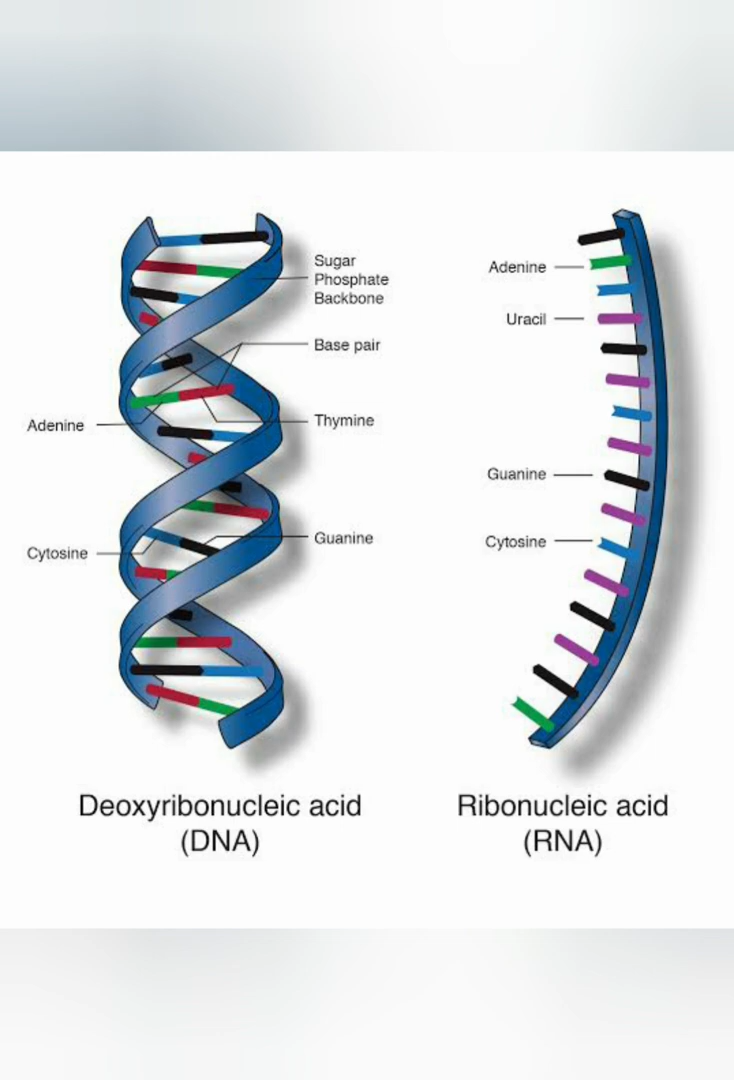 Sugar
Phosphate
Backbone
Base pair
Adenine
Thymine
Cytosine
Guanine
Deoxyribonucleic acid
(DNA)
Adenine
Uracil
Guanine
Cytosine
Ribonucleic acid
(RNA)